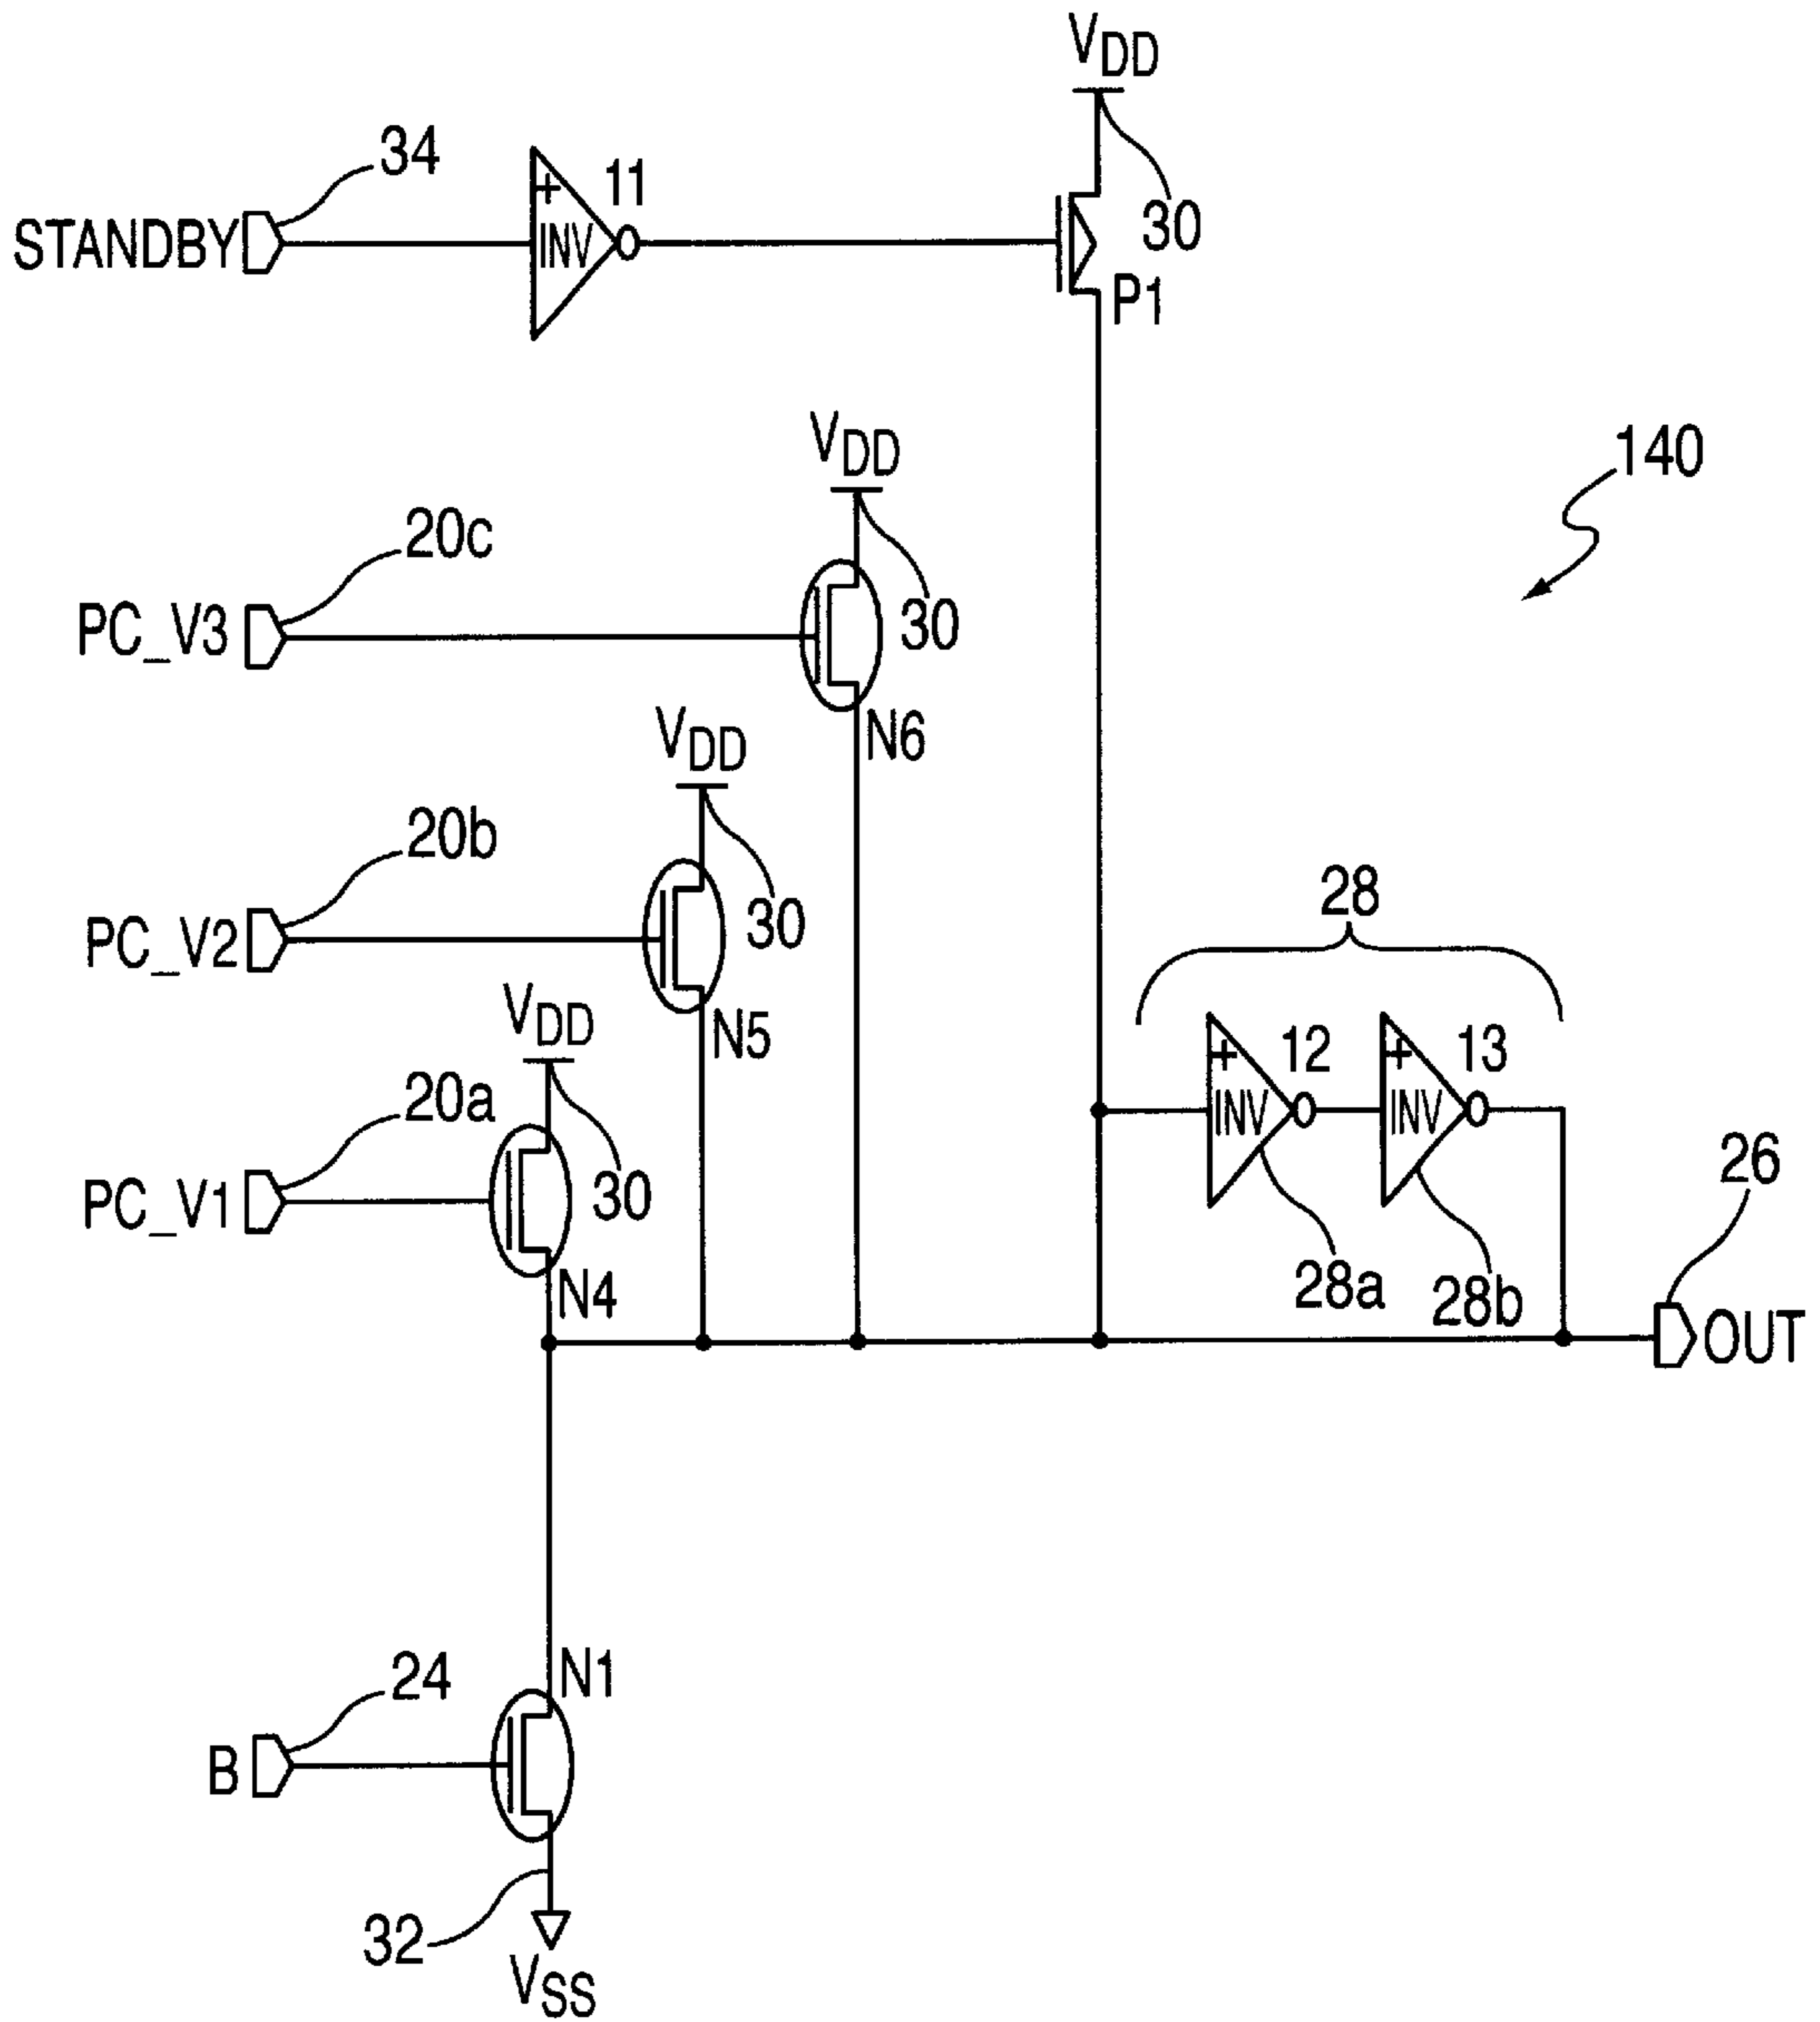 VDD
34
11
STANDBY
+
INV
30
P1
VDD
140
20c
PC_V3
30
N6
VDD
20b
PC_V2
30
N5
28
VDD
12
13
+
INV
+
INV
20a
PC_V1
30
26
28a
28b
N4
OUT
N1
24
B
32
VSS